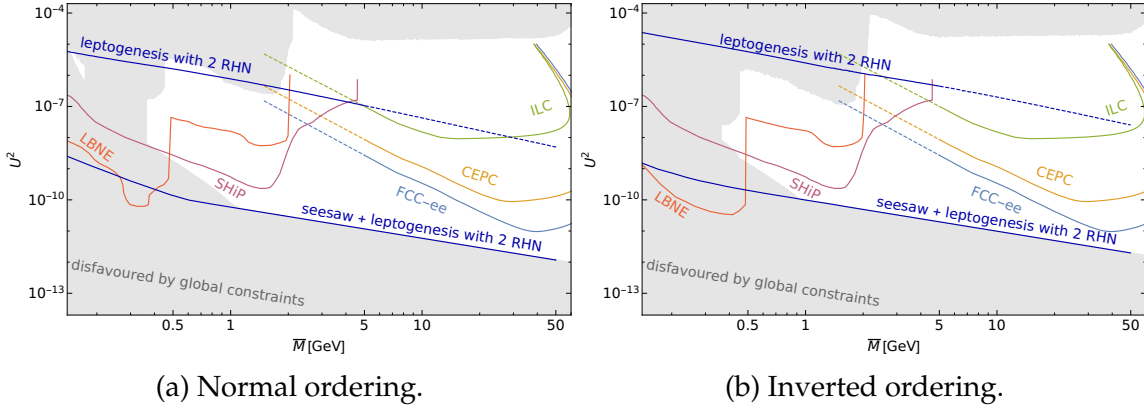 10⁻⁴
10⁻⁷
10⁻¹⁰
10⁻¹³
U²
leptogenesis with 2 RHN
ILC
LBNE
SHiP
CEPC
FCC−ee
seesaw + leptogenesis with 2 RHN
disfavoured by global constraints
0.5 1 5 10 50
M̅ [GeV]
(a) Normal ordering.
10⁻⁴
10⁻⁷
10⁻¹⁰
10⁻¹³
U²
leptogenesis with 2 RHN
ILC
LBNE
SHiP
CEPC
FCC−ee
seesaw + leptogenesis with 2 RHN
disfavoured by global constraints
0.5 1 5 10 50
M̅ [GeV]
(b) Inverted ordering.